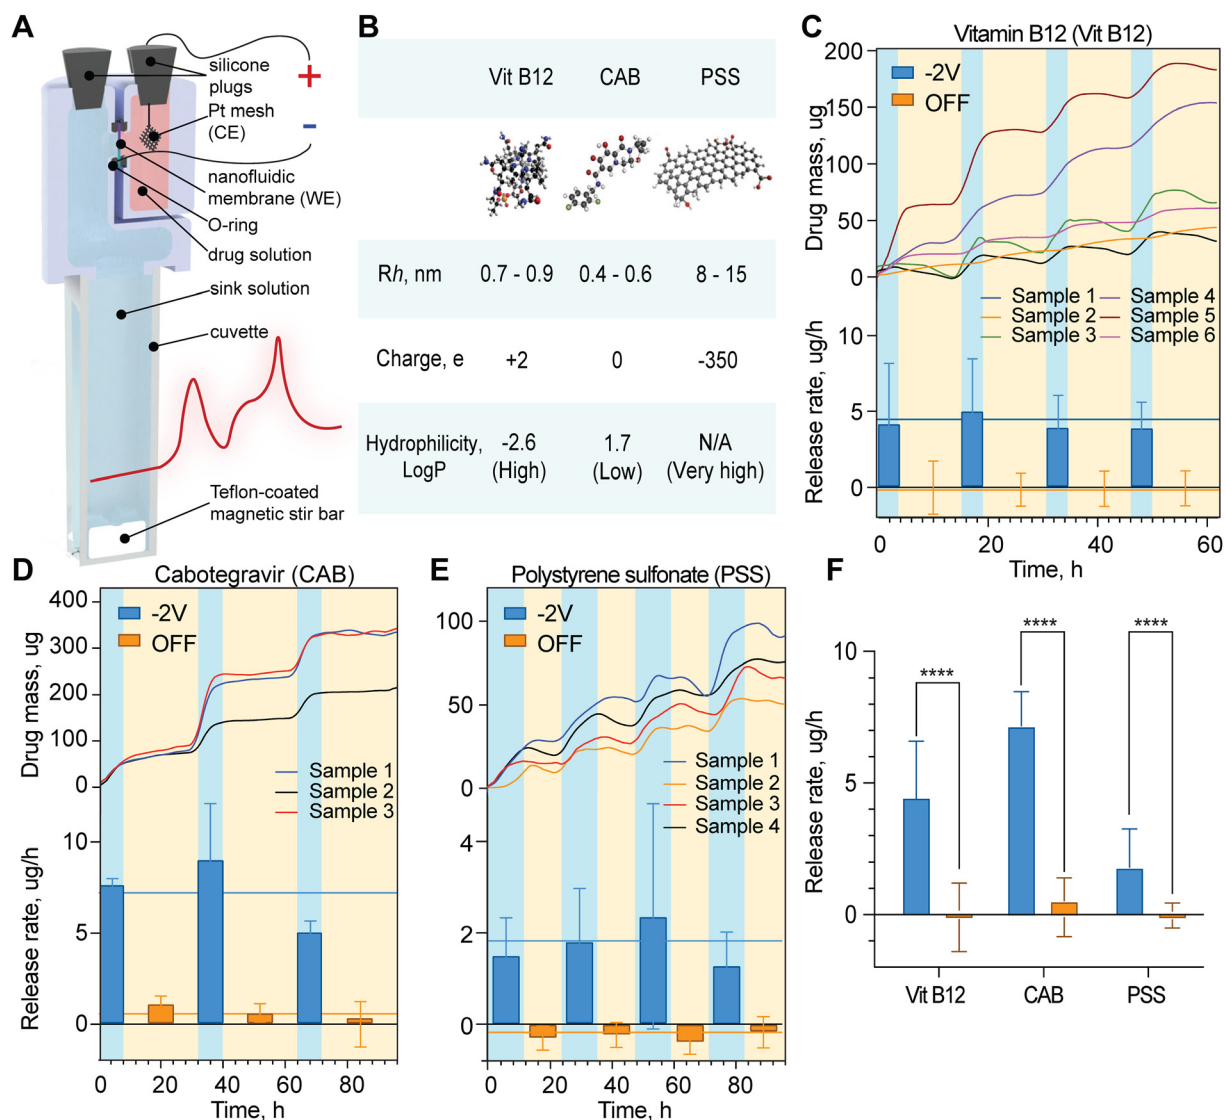 A
silicone
plugs
+
Pt mesh
(CE)
-
nanofluidic
membrane (WE)
O-ring
drug solution
sink solution
cuvette
Teflon-coated
magnetic stir bar
B
Vit B12 CAB PSS
Rh, nm 0.7 - 0.9 0.4 - 0.6 8 - 15
Charge, e +2 0 -350
Hydrophilicity, -2.6 1.7 N/A
LogP (High) (Low) (Very high)
C
Vitamin B12 (Vit B12)
-2V
OFF
Drug mass, ug
200
150
100
50
0
Sample 1 Sample 4
Sample 2 Sample 5
Sample 3 Sample 6
Release rate, ug/h
10
5
0
0 20 40 60
Time, h
D
Cabotegravir (CAB)
-2V
OFF
Drug mass, ug
400
300
200
100
0
Sample 1
Sample 2
Sample 3
Release rate, ug/h
10
5
0
0 20 40 60 80
Time, h
E
Polystyrene sulfonate (PSS)
-2V
OFF
100
50
0
Sample 1
Sample 2
Sample 3
Sample 4
4
2
0
0 20 40 60 80
Time, h
F
**** **** ****
Release rate, ug/h
10
5
0
Vit B12 CAB PSS